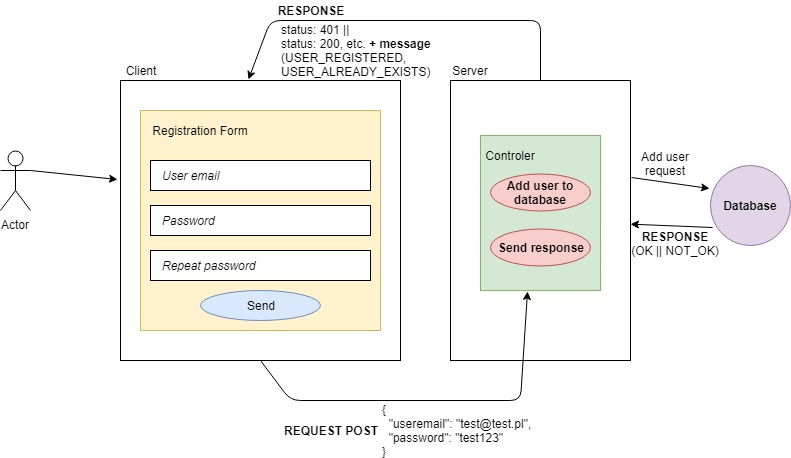 RESPONSE
status: 401 ||
status: 200, etc. + message
(USER_REGISTERED,
USER_ALREADY_EXISTS)
Client
Server
Registration Form
User email
Password
Repeat password
Send
Actor
Controler
Add user to
database
Send response
Add user
request
Database
RESPONSE
(OK || NOT_OK)
REQUEST POST
{
"useremail": "test@test.pl",
"password": "test123"
}